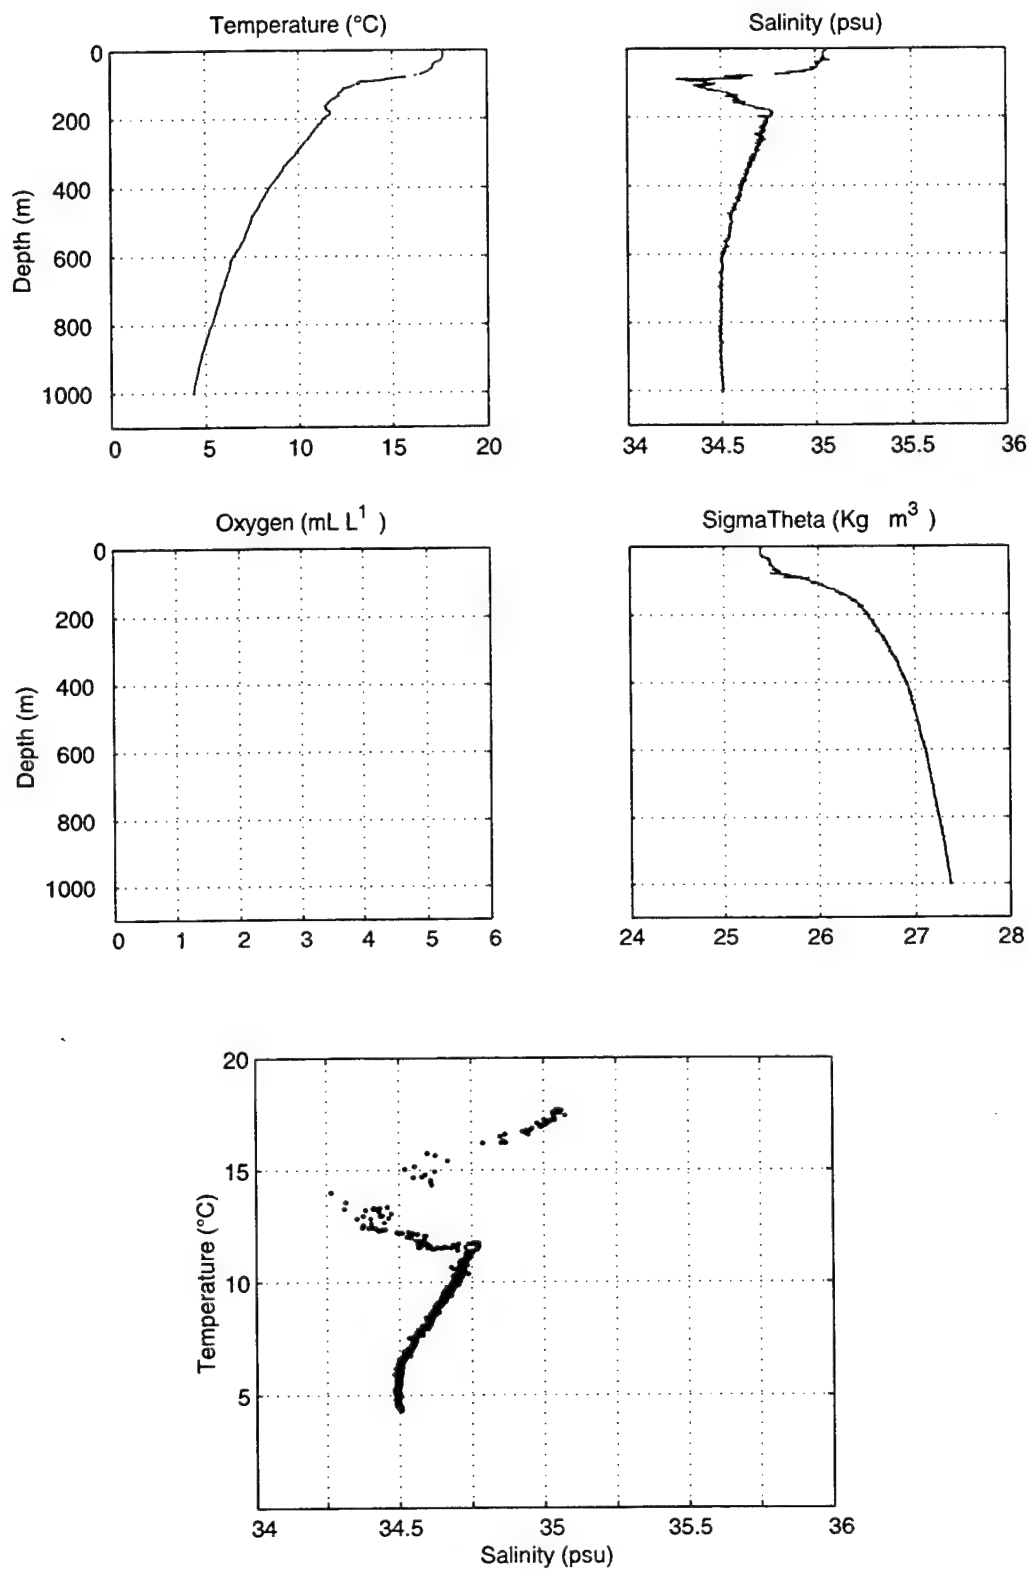 Temperature (°C)
Salinity (psu)
0
200
400
600
800
1000
Depth (m)
0 5 10 15 20
34 34.5 35 35.5 36
Oxygen (mL L¹ )
SigmaTheta (Kg m³ )
0
200
400
600
800
1000
Depth (m)
0 1 2 3 4 5 6
24 25 26 27 28
20
15
10
5
Temperature (°C)
34 34.5 35 35.5 36
Salinity (psu)